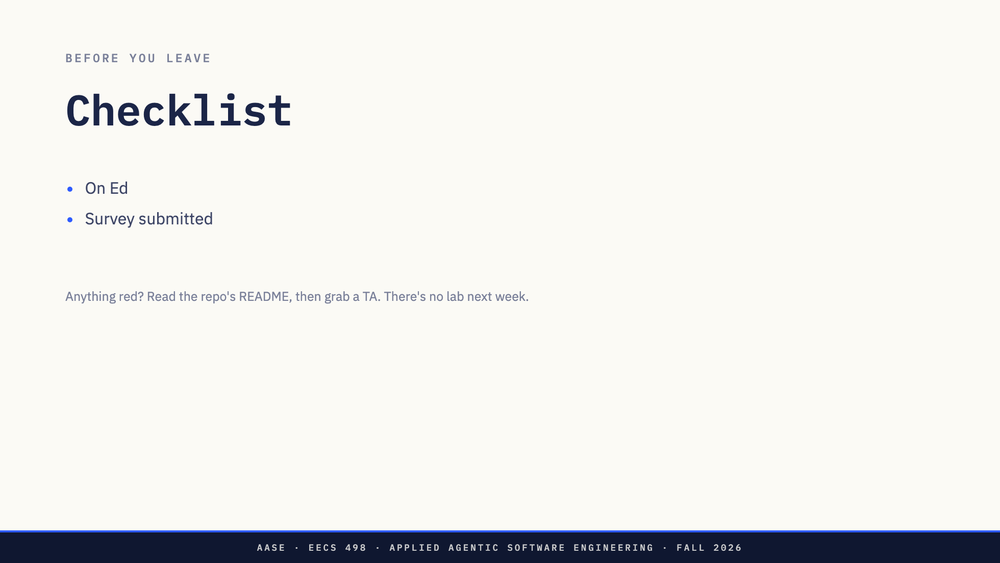 BEFORE YOU LEAVE
Checklist
• On Ed
• Survey submitted
Anything red? Read the repo's README, then grab a TA. There's no lab next week.
AASE · EECS 498 · APPLIED AGENTIC SOFTWARE ENGINEERING · FALL 2026